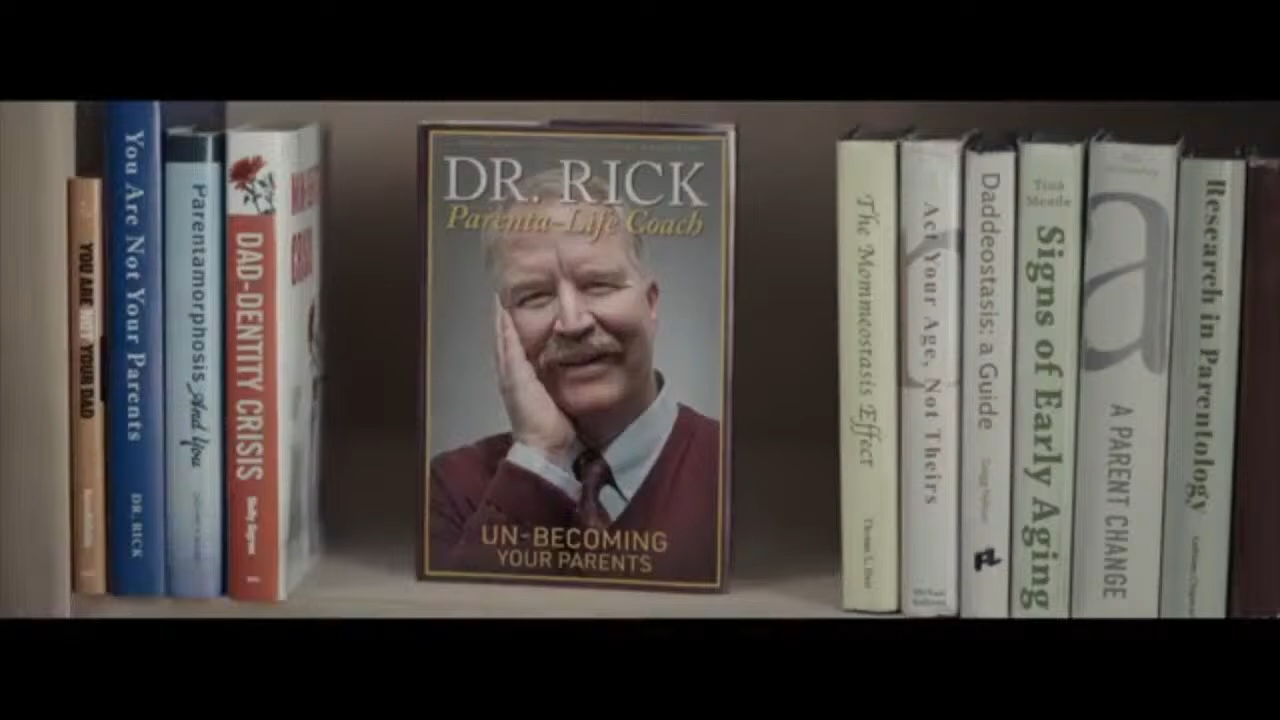 YOU ARE NOT YOUR DAD
You Are Not Your Parents
DR. RICK
Parentamorphosis And You
DAD-DENTITY CRISIS
DR. RICK
Parenta-Life Coach
UN-BECOMING
YOUR PARENTS
The Mommeostasis Effect
Act Your Age, Not Theirs
Daddeostasis: a Guide
Tina
Meade
Signs of Early Aging
a
A PARENT CHANGE
Research in Parentology